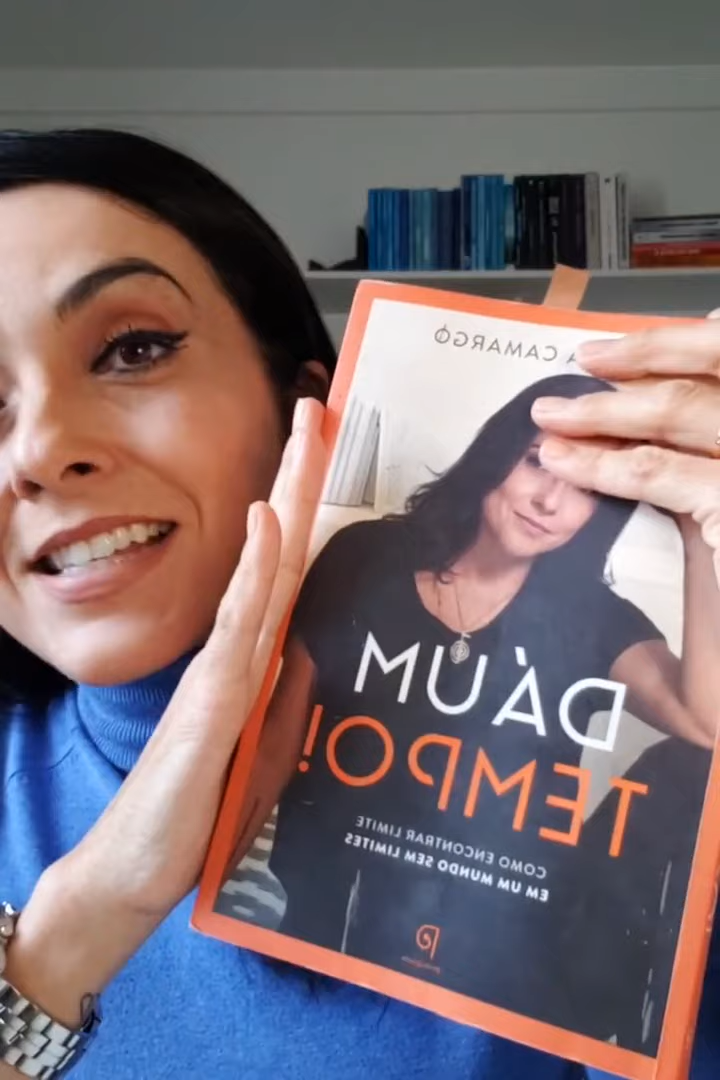 A CAMARGO
DÁ UM
TEMPO!
COMO ENCONTRAR LIMITE
EM UM MUNDO SEM LIMITES